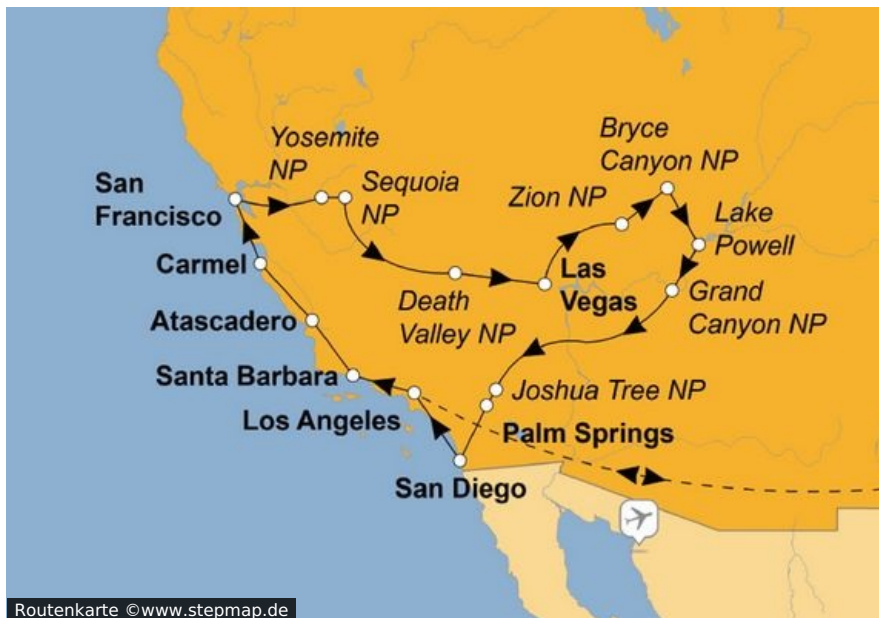 Bryce
Canyon NP
Yosemite
NP
Sequoia
NP
Zion NP
San
Francisco
Lake
Powell
Carmel
Las
Vegas
Death
Valley NP
Grand
Canyon NP
Atascadero
Santa Barbara
Joshua Tree NP
Los Angeles
Palm Springs
San Diego
Routenkarte ©www.stepmap.de